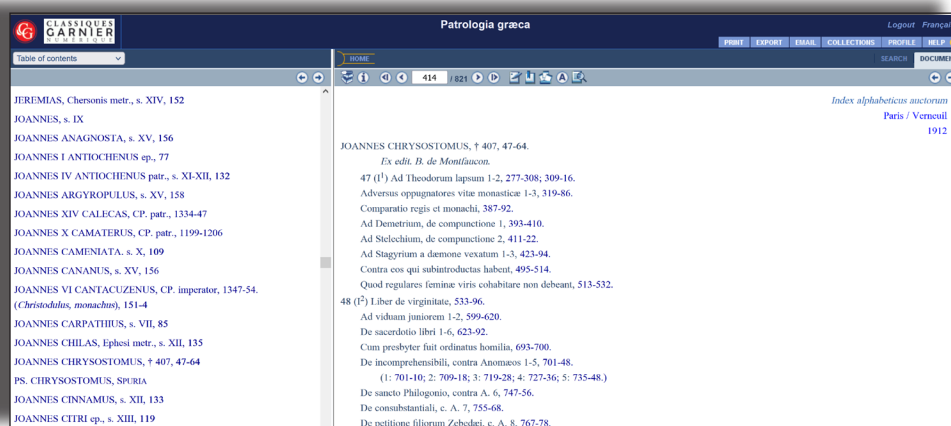 CLASSIQUES
GARNIER
NUMÉRIQUE
Patrologia græca
Logout Françai
PRINT EXPORT EMAIL COLLECTIONS PROFILE HELP
Table of contents
HOME
SEARCH DOCUMEN
414 / 821
JEREMIAS, Chersonis metr., s. XIV, 152
JOANNES, s. IX
JOANNES ANAGNOSTA, s. XV, 156
JOANNES I ANTIOCHENUS ep., 77
JOANNES IV ANTIOCHENUS patr., s. XI-XII, 132
JOANNES ARGYROPULUS, s. XV, 158
JOANNES XIV CALECAS, CP. patr., 1334-47
JOANNES X CAMATERUS, CP. patr., 1199-1206
JOANNES CAMENIATA. s. X, 109
JOANNES CANANUS, s. XV, 156
JOANNES VI CANTACUZENUS, CP. imperator, 1347-54.
(Christodulus, monachus), 151-4
JOANNES CARPATHIUS, s. VII, 85
JOANNES CHILAS, Ephesi metr., s. XII, 135
JOANNES CHRYSOSTOMUS, † 407, 47-64
PS. CHRYSOSTOMUS, SPURIA
JOANNES CINNAMUS, s. XII, 133
JOANNES CITRI ep., s. XIII, 119
Index alphabeticus auctorum
Paris / Verneuil
1912
JOANNES CHRYSOSTOMUS, † 407, 47-64.
Ex edit. B. de Montfaucon.
47 (I¹) Ad Theodorum lapsum 1-2, 277-308; 309-16.
Adversus oppugnatores vitæ monasticæ 1-3, 319-86.
Comparatio regis et monachi, 387-92.
Ad Demetrium, de compunctione 1, 393-410.
Ad Stelechium, de compunctione 2, 411-22.
Ad Stagyrium a dæmone vexatum 1-3, 423-94.
Contra eos qui subintroductas habent, 495-514.
Quod regulares feminæ viris cohabitare non debeant, 513-532.
48 (I²) Liber de virginitate, 533-96.
Ad viduam juniorem 1-2, 599-620.
De sacerdotio libri 1-6, 623-92.
Cum presbyter fuit ordinatus homilia, 693-700.
De incomprehensibili, contra Anomæos 1-5, 701-48.
(1: 701-10; 2: 709-18; 3: 719-28; 4: 727-36; 5: 735-48.)
De sancto Philogonio, contra A. 6, 747-56.
De consubstantiali, c. A. 7, 755-68.
De petitione filiorum Zebedæi, c. A. 8, 767-78.